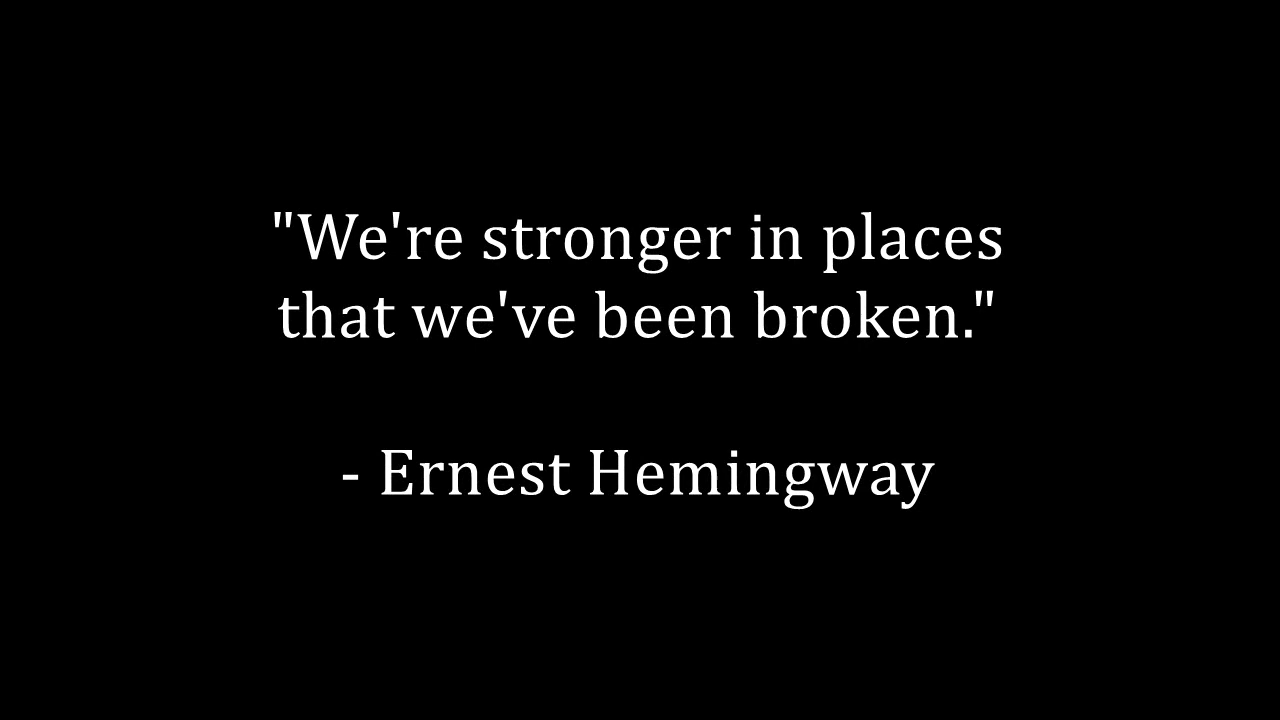 "We're stronger in places
that we've been broken."
- Ernest Hemingway